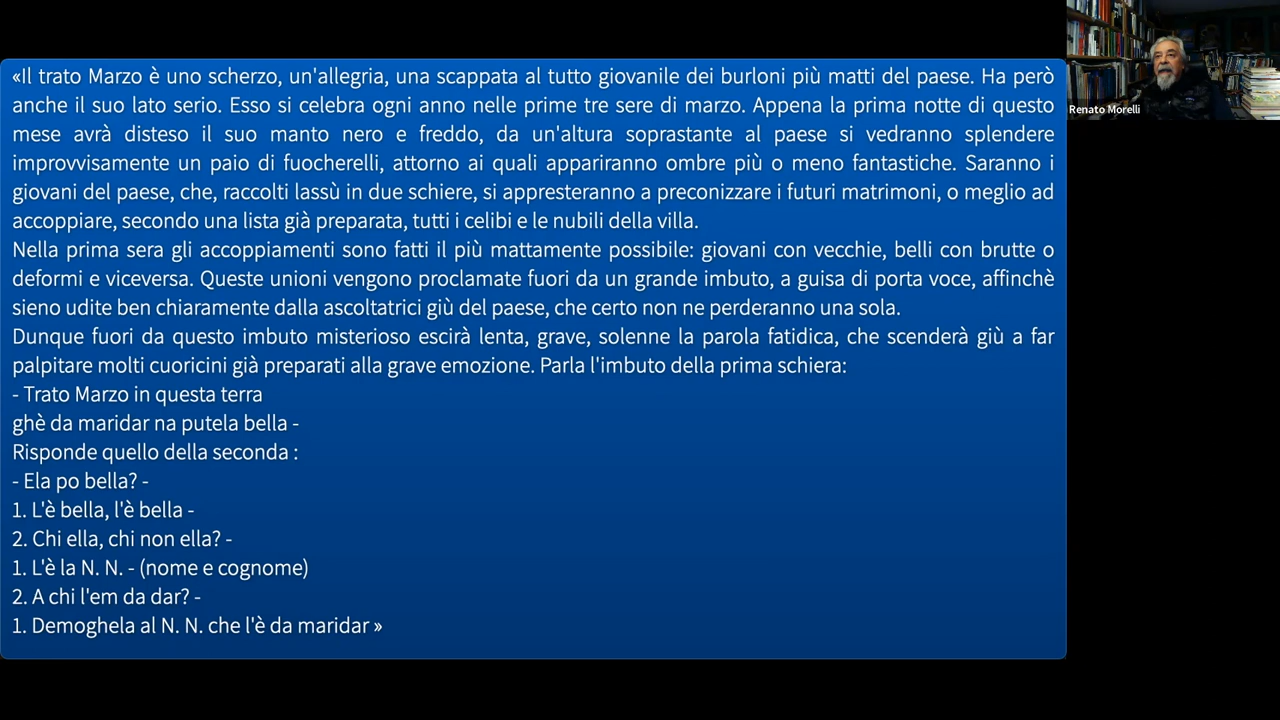 «Il trato Marzo è uno scherzo, un'allegria, una scappata al tutto giovanile dei burloni più matti del paese. Ha però
anche il suo lato serio. Esso si celebra ogni anno nelle prime tre sere di marzo. Appena la prima notte di questo
mese avrà disteso il suo manto nero e freddo, da un'altura soprastante al paese si vedranno splendere
improvvisamente un paio di fuocherelli, attorno ai quali appariranno ombre più o meno fantastiche. Saranno i
giovani del paese, che, raccolti lassù in due schiere, si appresteranno a preconizzare i futuri matrimoni, o meglio ad
accoppiare, secondo una lista già preparata, tutti i celibi e le nubili della villa.
Nella prima sera gli accoppiamenti sono fatti il più mattamente possibile: giovani con vecchie, belli con brutte o
deformi e viceversa. Queste unioni vengono proclamate fuori da un grande imbuto, a guisa di porta voce, affinchè
sieno udite ben chiaramente dalla ascoltatrici giù del paese, che certo non ne perderanno una sola.
Dunque fuori da questo imbuto misterioso escirà lenta, grave, solenne la parola fatidica, che scenderà giù a far
palpitare molti cuoricini già preparati alla grave emozione. Parla l'imbuto della prima schiera:
- Trato Marzo in questa terra
ghè da maridar na putela bella -
Risponde quello della seconda :
- Ela po bella? -
1. L'è bella, l'è bella -
2. Chi ella, chi non ella? -
1. L'è la N. N. - (nome e cognome)
2. A chi l'em da dar? -
1. Demoghela al N. N. che l'è da maridar »
Renato Morelli